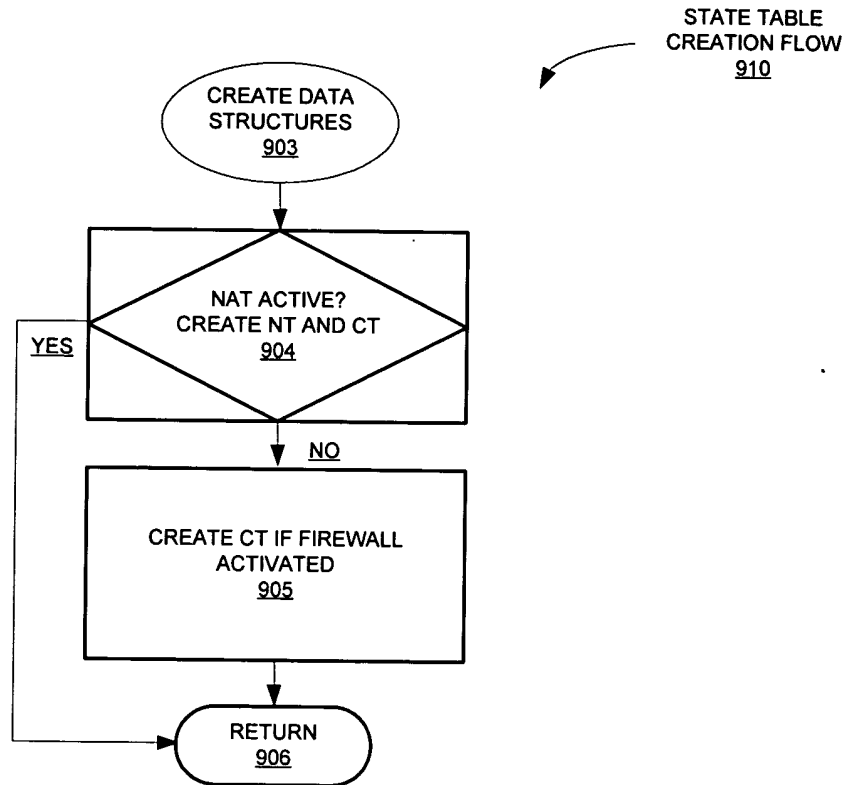 STATE TABLE
CREATION FLOW
910
CREATE DATA
STRUCTURES
903
NAT ACTIVE?
CREATE NT AND CT
904
YES
NO
CREATE CT IF FIREWALL
ACTIVATED
905
RETURN
906